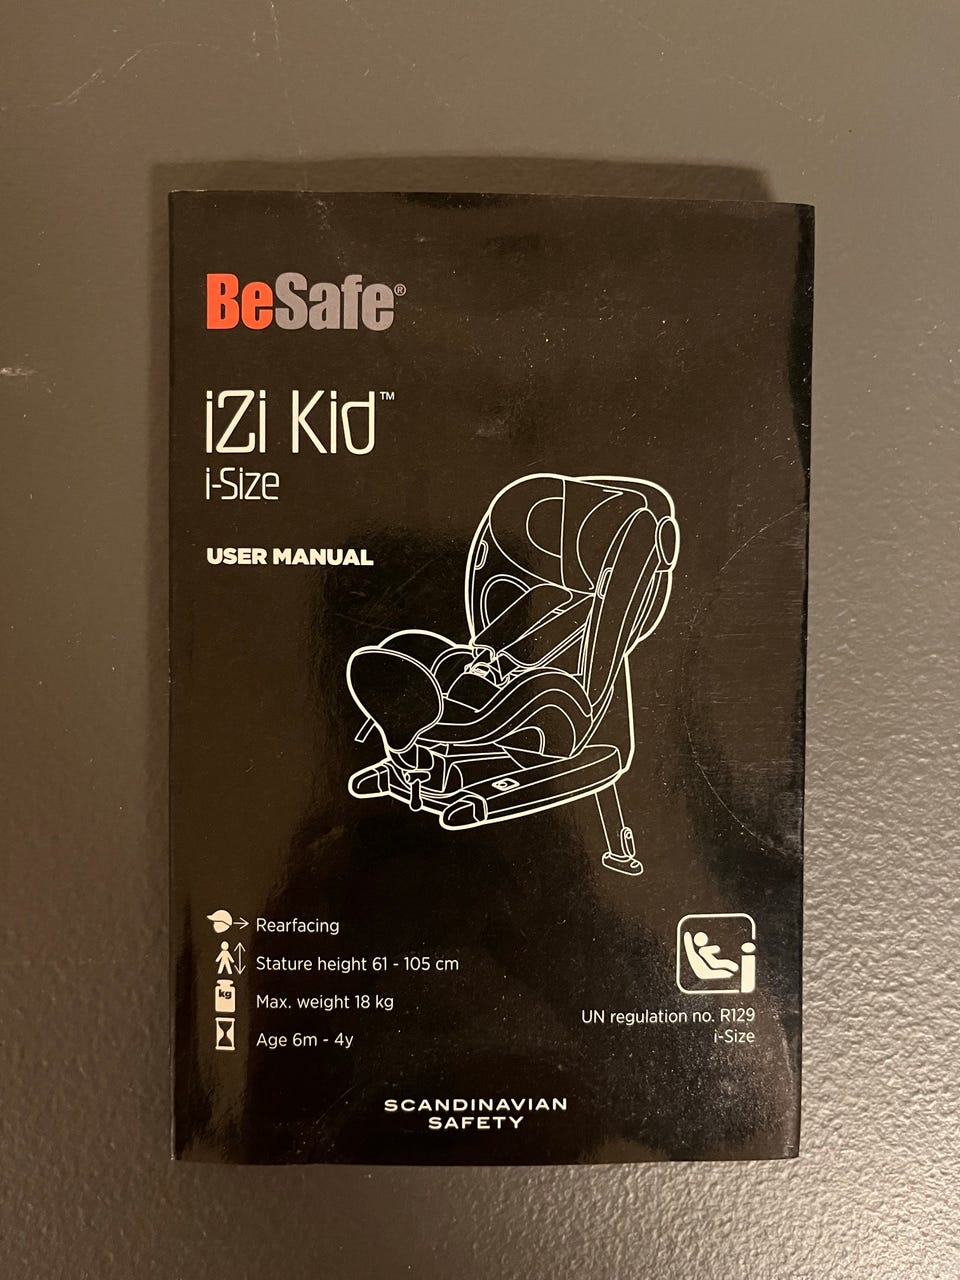 BeSafe®
iZi Kid™
i-Size
USER MANUAL
Rearfacing
Stature height 61 - 105 cm
kg
Max. weight 18 kg
Age 6m - 4y
i
UN regulation no. R129
i-Size
SCANDINAVIAN
SAFETY